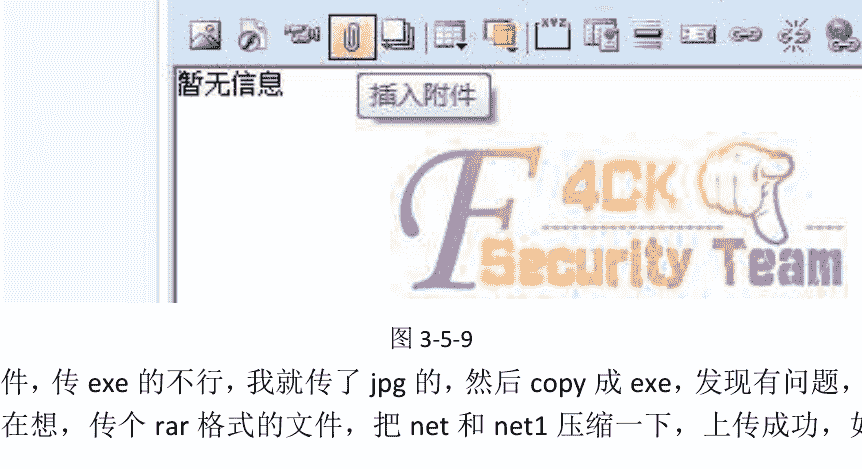 暂无信息
插入附件
F4CK
Security Team
图 3-5-9
件，传 exe 的不行，我就传了 jpg 的，然后 copy 成 exe，发现有问题，
在想，传个 rar 格式的文件，把 net 和 net1 压缩一下，上传成功，